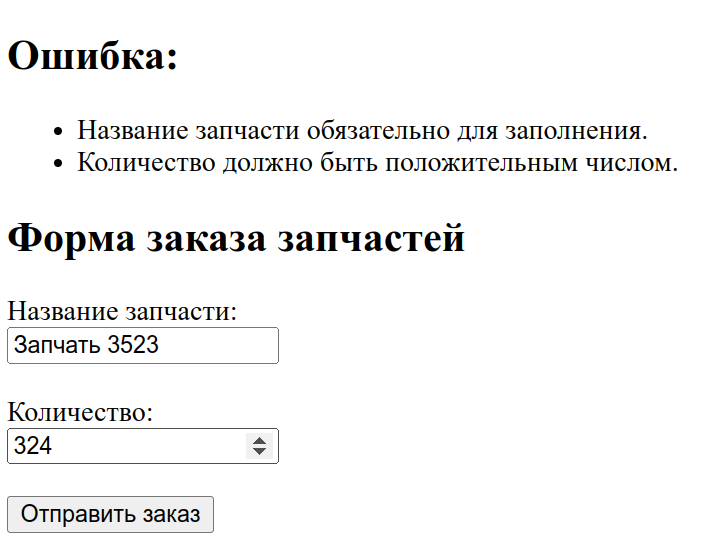 Ошибка:
Название запчасти обязательно для заполнения.
Количество должно быть положительным числом.
Форма заказа запчастей
Название запчасти:
Запчать 3523
Количество:
324
Отправить заказ